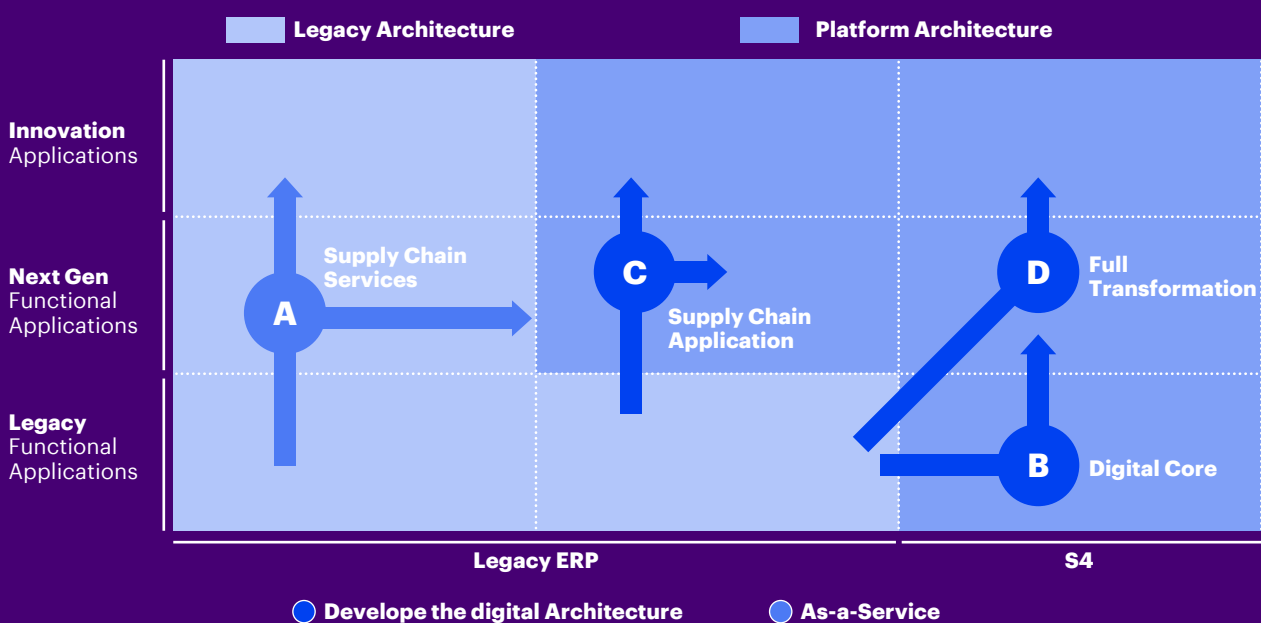 Legacy Architecture
Platform Architecture
Innovation
Applications
Next Gen
Functional
Applications
Legacy
Functional
Applications
A
Supply Chain
Services
C
Supply Chain
Application
D
Full
Transformation
B
Digital Core
Legacy ERP
S4
Develope the digital Architecture
As-a-Service